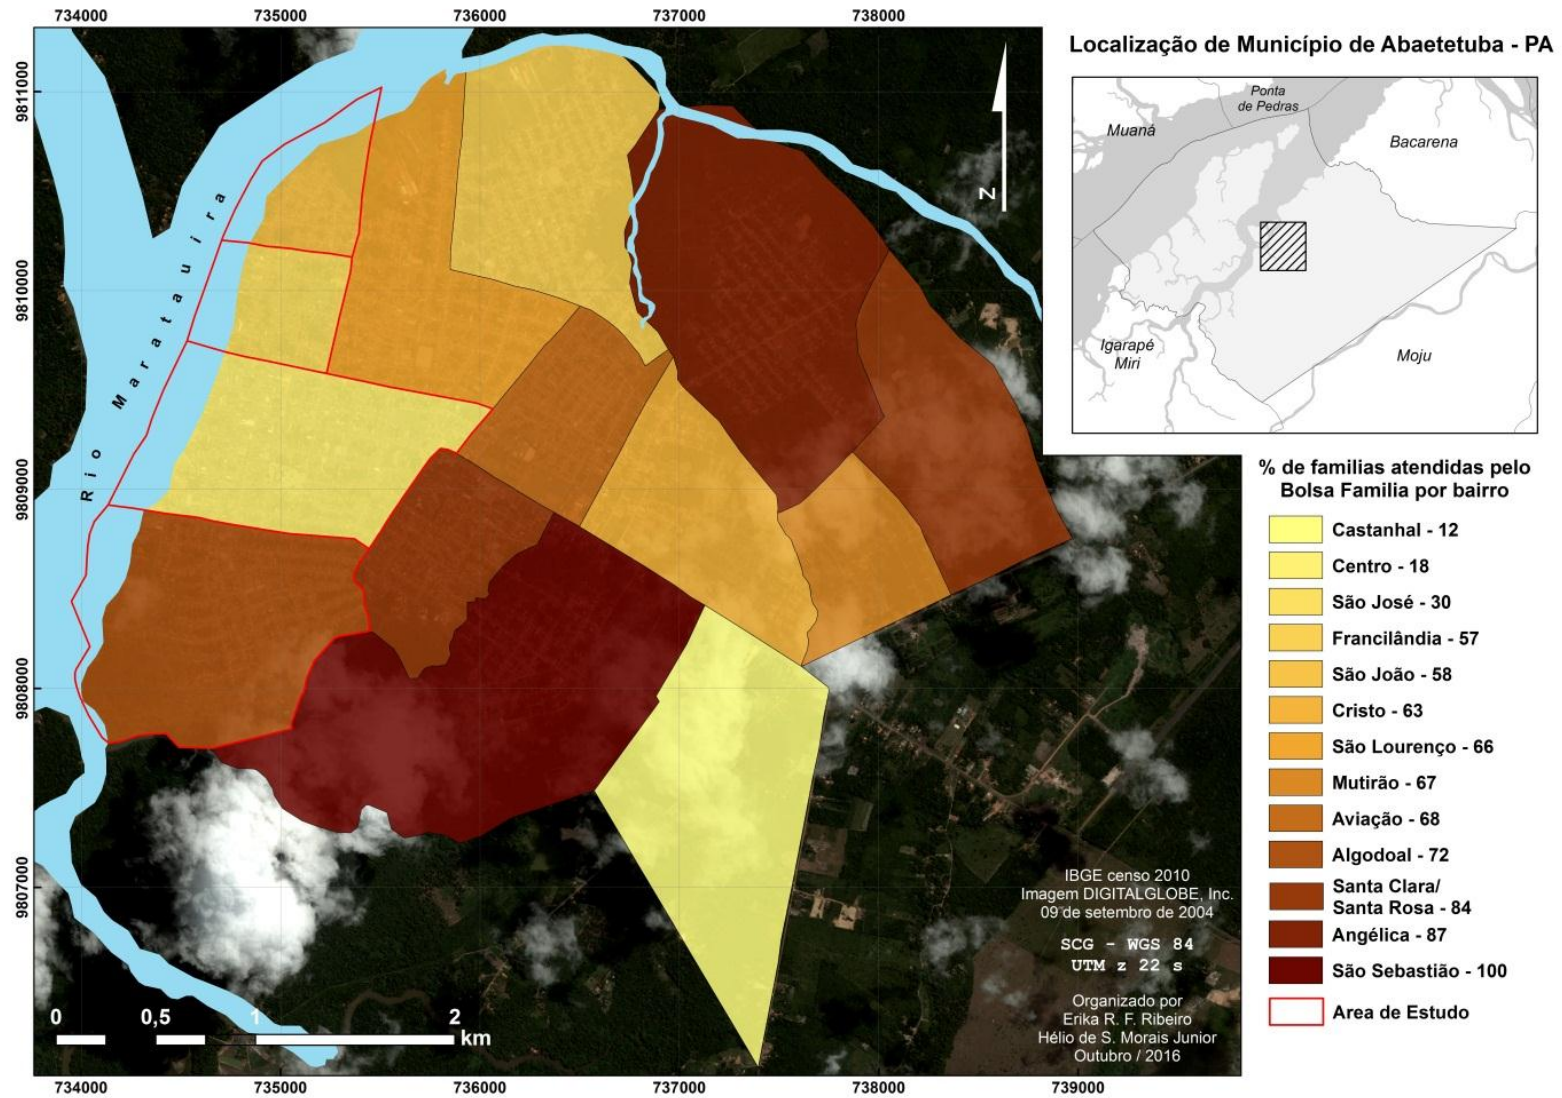 734000
735000
736000
737000
738000
9811000
9810000
9809000
9808000
9807000
Rio Maratauira
N
Localização de Município de Abaetetuba - PA
Ponta
de Pedras
Muaná
Bacarena
Igarapé
Miri
Moju
% de familias atendidas pelo
Bolsa Familia por bairro
Castanhal - 12
Centro - 18
São José - 30
Francilândia - 57
São João - 58
Cristo - 63
São Lourenço - 66
Mutirão - 67
Aviação - 68
Algodoal - 72
Santa Clara/
Santa Rosa - 84
Angélica - 87
São Sebastião - 100
Area de Estudo
IBGE censo 2010
Imagem DIGITALGLOBE, Inc.
09 de setembro de 2004
SCG - WGS 84
UTM z 22 s
Organizado por
Erika R. F. Ribeiro
Hélio de S. Morais Junior
Outubro / 2016
0 0,5 1 2
km
734000
735000
736000
737000
738000
739000